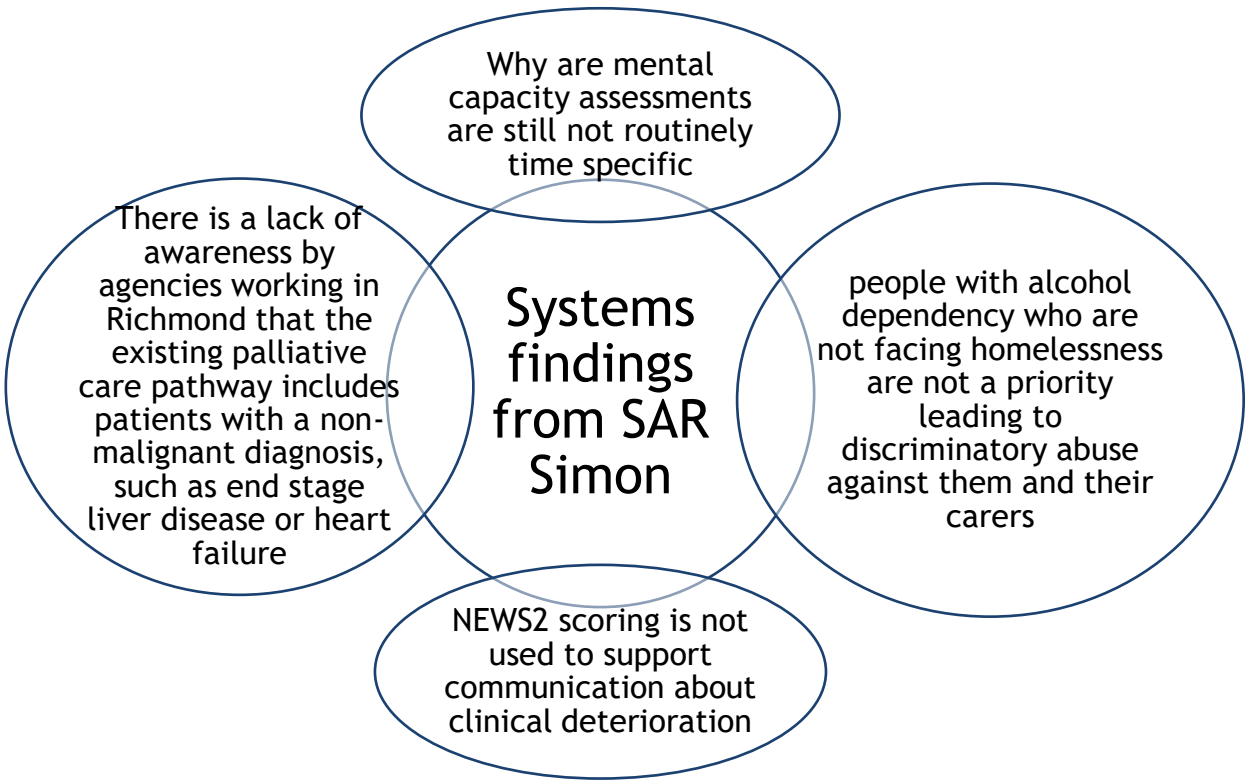 Why are mental
capacity assessments
are still not routinely
time specific
There is a lack of
awareness by
agencies working in
Richmond that the
existing palliative
care pathway includes
patients with a non-
malignant diagnosis,
such as end stage
liver disease or heart
failure
Systems
findings
from SAR
Simon
people with alcohol
dependency who are
not facing homelessness
are not a priority
leading to
discriminatory abuse
against them and their
carers
NEWS2 scoring is not
used to support
communication about
clinical deterioration